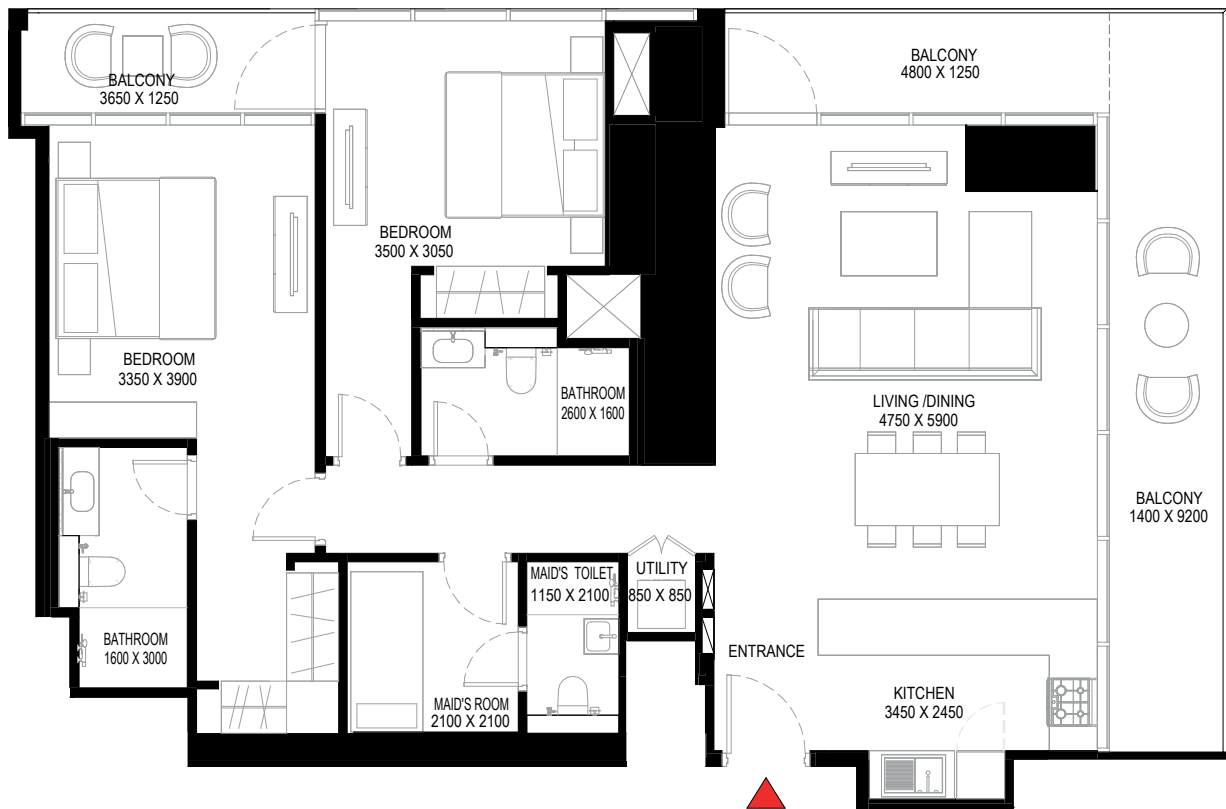 BALCONY
3650 X 1250
BALCONY
4800 X 1250
BEDROOM
3500 X 3050
BEDROOM
3350 X 3900
BATHROOM
2600 X 1600
LIVING /DINING
4750 X 5900
BALCONY
1400 X 9200
MAID'S TOILET
1150 X 2100
UTILITY
850 X 850
BATHROOM
1600 X 3000
ENTRANCE
MAID'S ROOM
2100 X 2100
KITCHEN
3450 X 2450